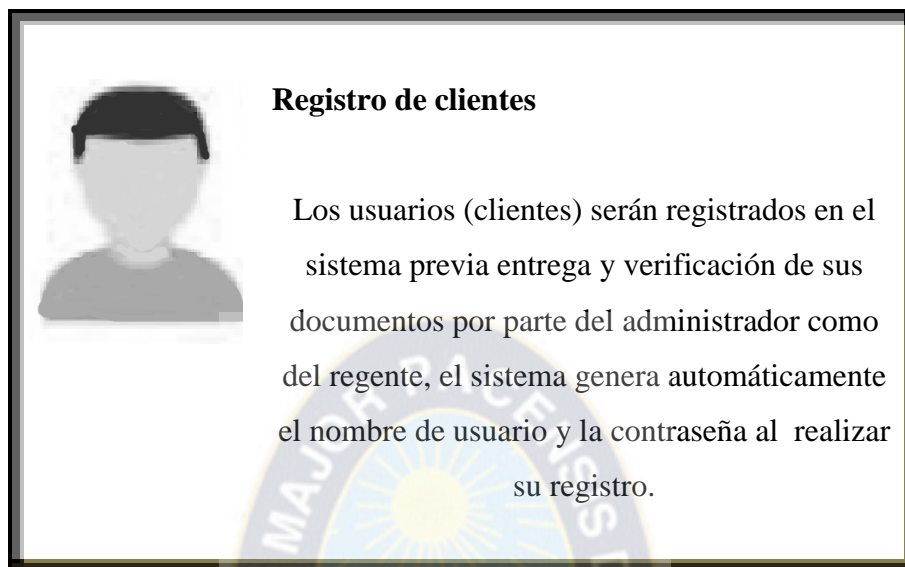 Registro de clientes
Los usuarios (clientes) serán registrados en el
sistema previa entrega y verificación de sus
documentos por parte del administrador como
del regente, el sistema genera automáticamente
el nombre de usuario y la contraseña al realizar
su registro.
MAJOR PACENSIS D